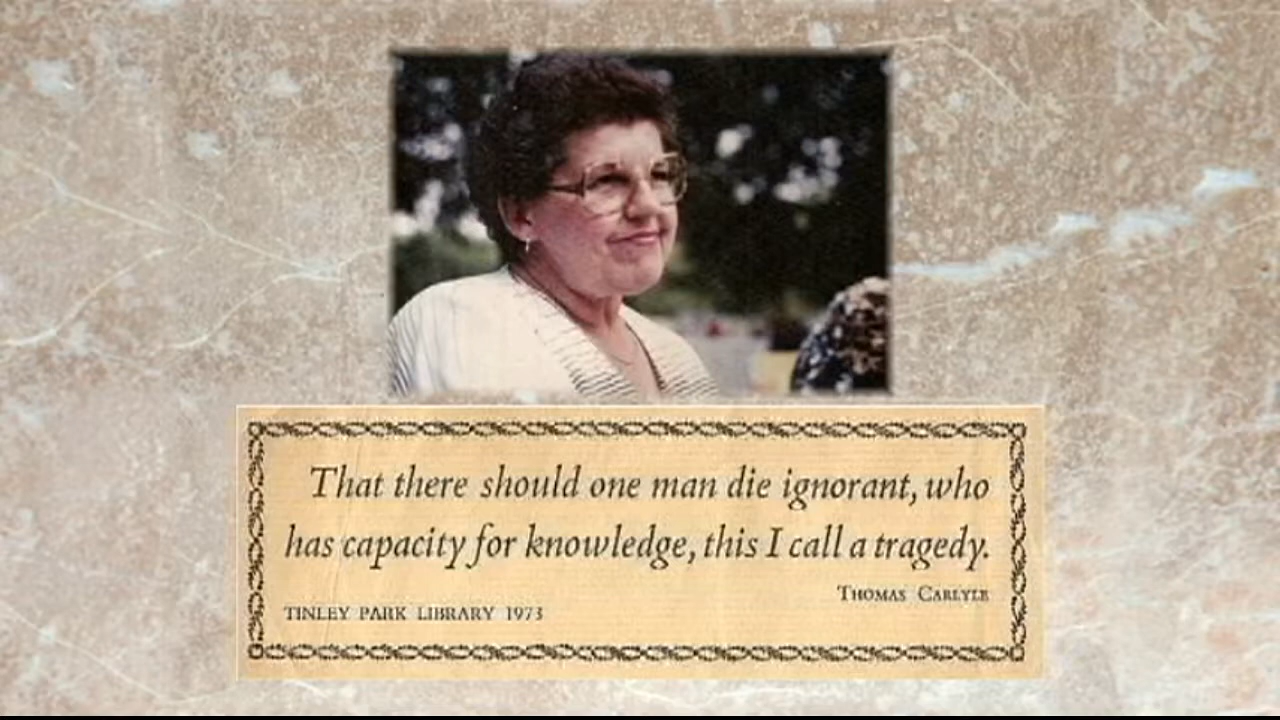 That there should one man die ignorant, who
has capacity for knowledge, this I call a tragedy.
THOMAS CARLYLE
TINLEY PARK LIBRARY 1973